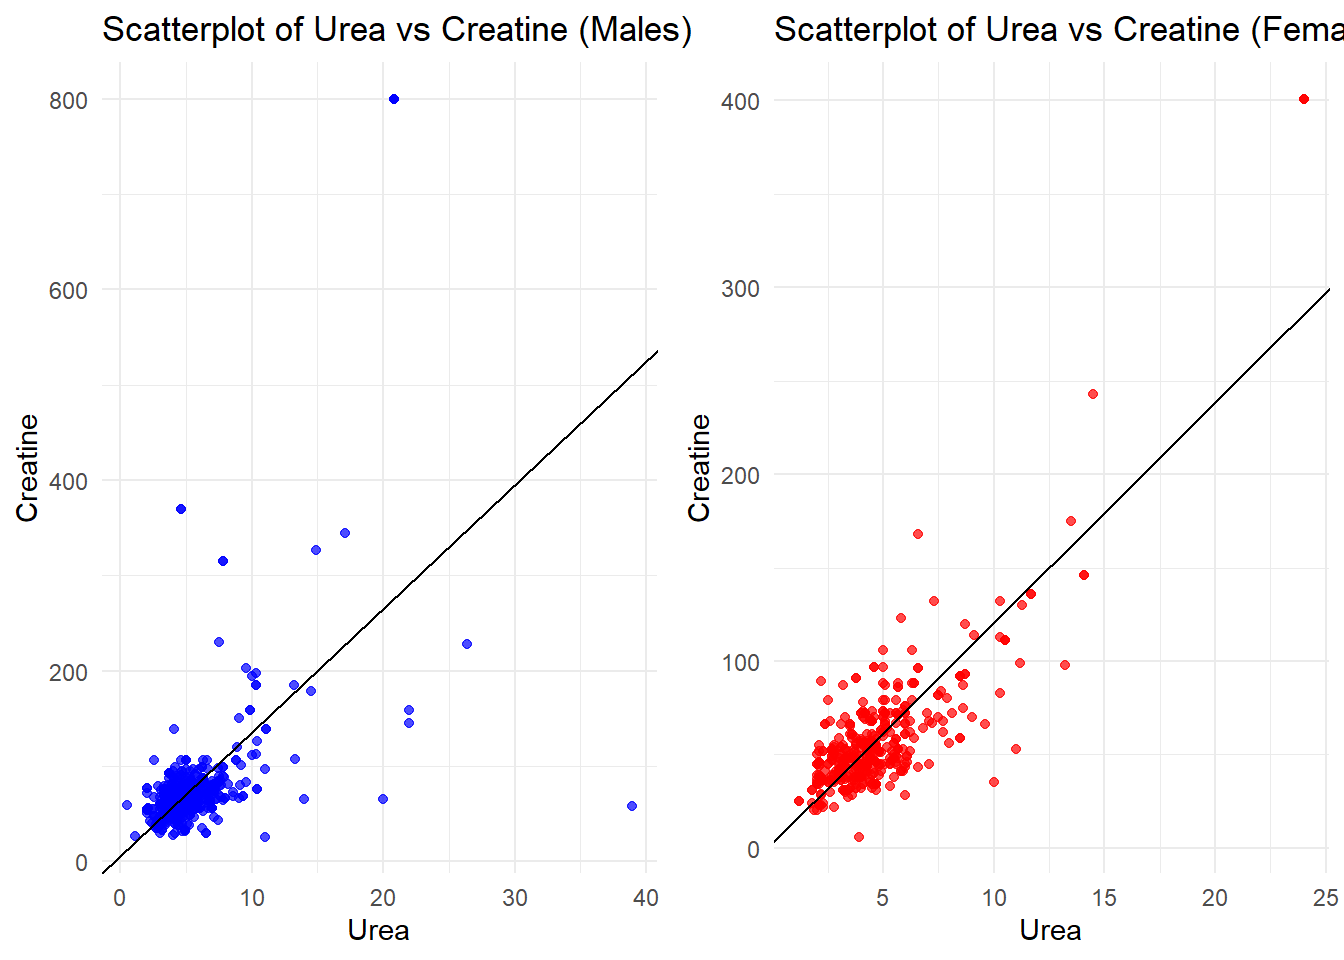 Scatterplot of Urea vs Creatine (Males)
800
600
400
200
0
0 10 20 30 40
Creatine
Urea
Scatterplot of Urea vs Creatine (Fema
400
300
200
100
0
5 10 15 20 25
Creatine
Urea